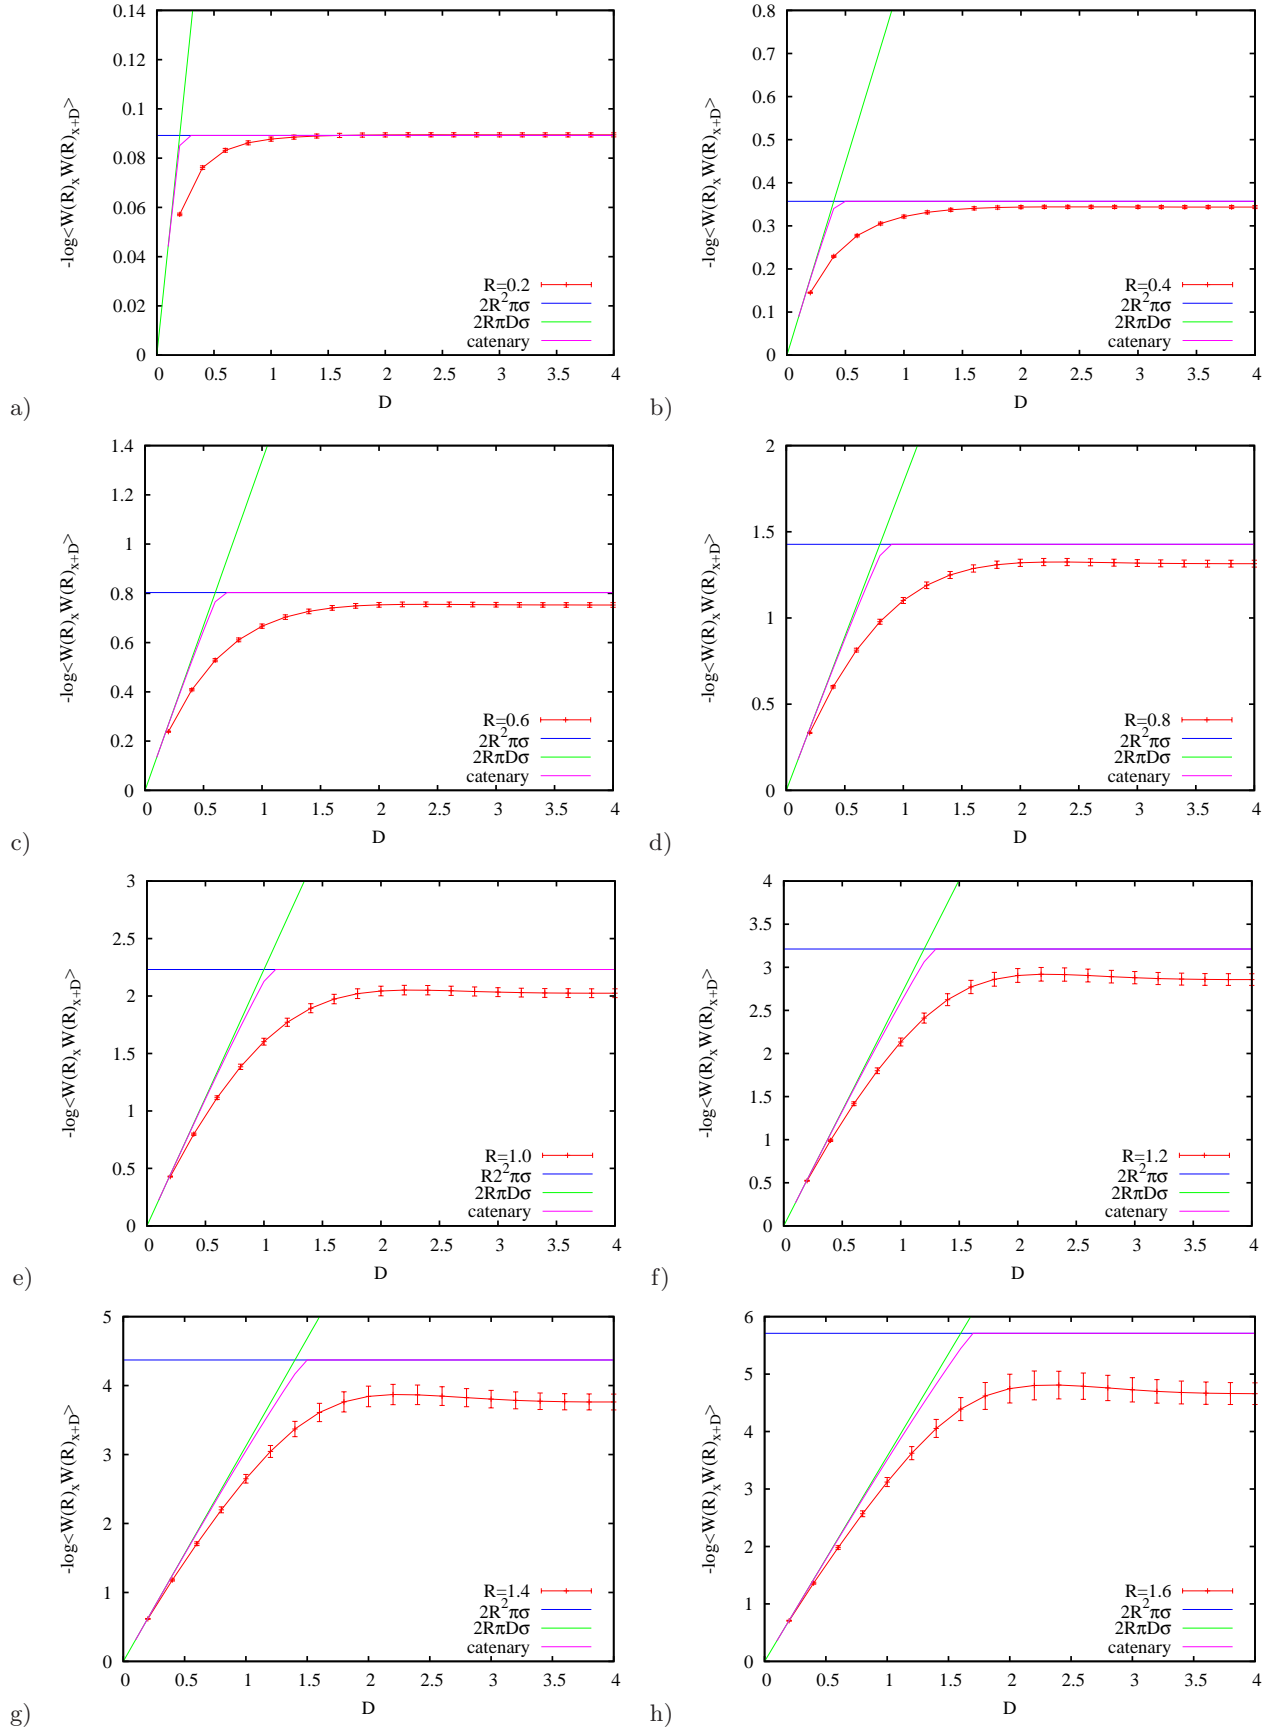 0.14
0.12
0.1
0.08
0.06
0.04
0.02
0
-log<W(R)ₓW(R)ₓ₊D>
R=0.2
2R²πσ
2RπDσ
catenary
0 0.5 1 1.5 2 2.5 3 3.5 4
D
a)
0.8
0.7
0.6
0.5
0.4
0.3
0.2
0.1
0
-log<W(R)ₓW(R)ₓ₊D>
R=0.4
2R²πσ
2RπDσ
catenary
0 0.5 1 1.5 2 2.5 3 3.5 4
D
b)
1.4
1.2
1
0.8
0.6
0.4
0.2
0
-log<W(R)ₓW(R)ₓ₊D>
R=0.6
2R²πσ
2RπDσ
catenary
0 0.5 1 1.5 2 2.5 3 3.5 4
D
c)
2
1.5
1
0.5
0
-log<W(R)ₓW(R)ₓ₊D>
R=0.8
2R²πσ
2RπDσ
catenary
0 0.5 1 1.5 2 2.5 3 3.5 4
D
d)
3
2.5
2
1.5
1
0.5
0
-log<W(R)ₓW(R)ₓ₊D>
R=1.0
R2²πσ
2RπDσ
catenary
0 0.5 1 1.5 2 2.5 3 3.5 4
D
e)
4
3.5
3
2.5
2
1.5
1
0.5
0
-log<W(R)ₓW(R)ₓ₊D>
R=1.2
2R²πσ
2RπDσ
catenary
0 0.5 1 1.5 2 2.5 3 3.5 4
D
f)
5
4
3
2
1
0
-log<W(R)ₓW(R)ₓ₊D>
R=1.4
2R²πσ
2RπDσ
catenary
0 0.5 1 1.5 2 2.5 3 3.5 4
D
g)
6
5
4
3
2
1
0
-log<W(R)ₓW(R)ₓ₊D>
R=1.6
2R²πσ
2RπDσ
catenary
0 0.5 1 1.5 2 2.5 3 3.5 4
D
h)